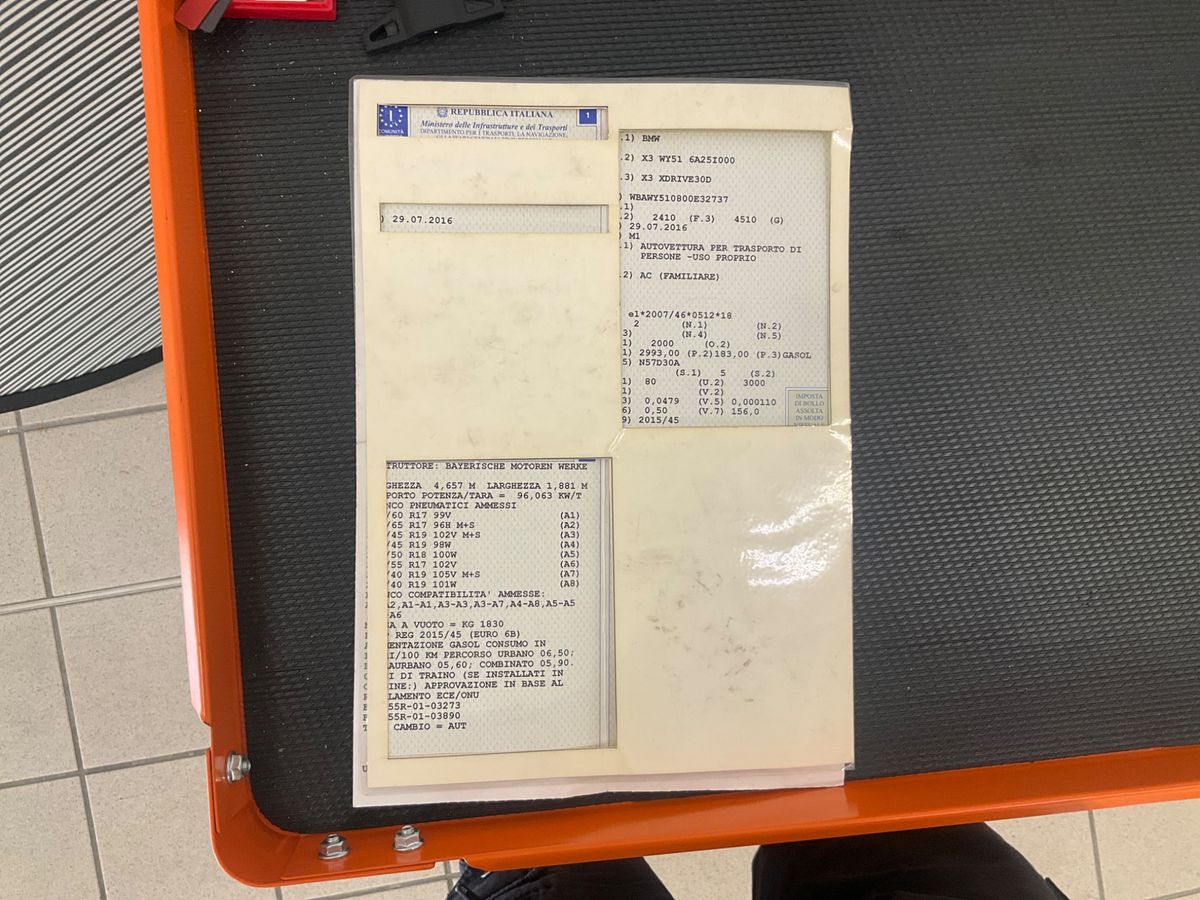 REPUBBLICA ITALIANA
1
I
COMUNITÀ
Ministero delle Infrastrutture e dei Trasporti
DIPARTIMENTO PER I TRASPORTI, LA NAVIGAZIONE,
) 29.07.2016
.1) BMW
.2) X3 WY51 6A25I000
.3) X3 XDRIVE30D
) WBAWY510800E32737
.1)
.2) 2410 (F.3) 4510 (G)
) 29.07.2016
) M1
.1) AUTOVETTURA PER TRASPORTO DI
PERSONE -USO PROPRIO
.2) AC (FAMILIARE)
e1*2007/46*0512*18
2 (N.1) (N.2)
3) (N.4) (N.5)
1) 2000 (O.2)
1) 2993,00 (P.2)183,00 (P.3)GASOL
5) N57D30A
(S.1) 5 (S.2)
1) 80 (U.2) 3000
1) (V.2)
3) 0,0479 (V.5) 0,000110
6) 0,50 (V.7) 156,0
9) 2015/45
IMPOSTA
DI BOLLO
ASSOLTA
IN MODO
TRUTTORE: BAYERISCHE MOTOREN WERKE
GHEZZA 4,657 M LARGHEZZA 1,881 M
PORTO POTENZA/TARA = 96,063 KW/T
NCO PNEUMATICI AMMESSI
/60 R17 99V (A1)
/65 R17 96H M+S (A2)
/45 R19 102V M+S (A3)
/45 R19 98W (A4)
/50 R18 100W (A5)
/55 R17 102V (A6)
/40 R19 105V M+S (A7)
/40 R19 101W (A8)
NCO COMPATIBILITA' AMMESSE:
A2,A1-A1,A3-A3,A3-A7,A4-A8,A5-A5
-A6
A A VUOTO = KG 1830
REG 2015/45 (EURO 6B)
MENTAZIONE GASOL CONSUMO IN
I/100 KM PERCORSO URBANO 06,50;
AURBANO 05,60; COMBINATO 05,90.
I DI TRAINO (SE INSTALLATI IN
INE:) APPROVAZIONE IN BASE AL
LAMENTO ECE/ONU
55R-01-03273
55R-01-03890
CAMBIO = AUT